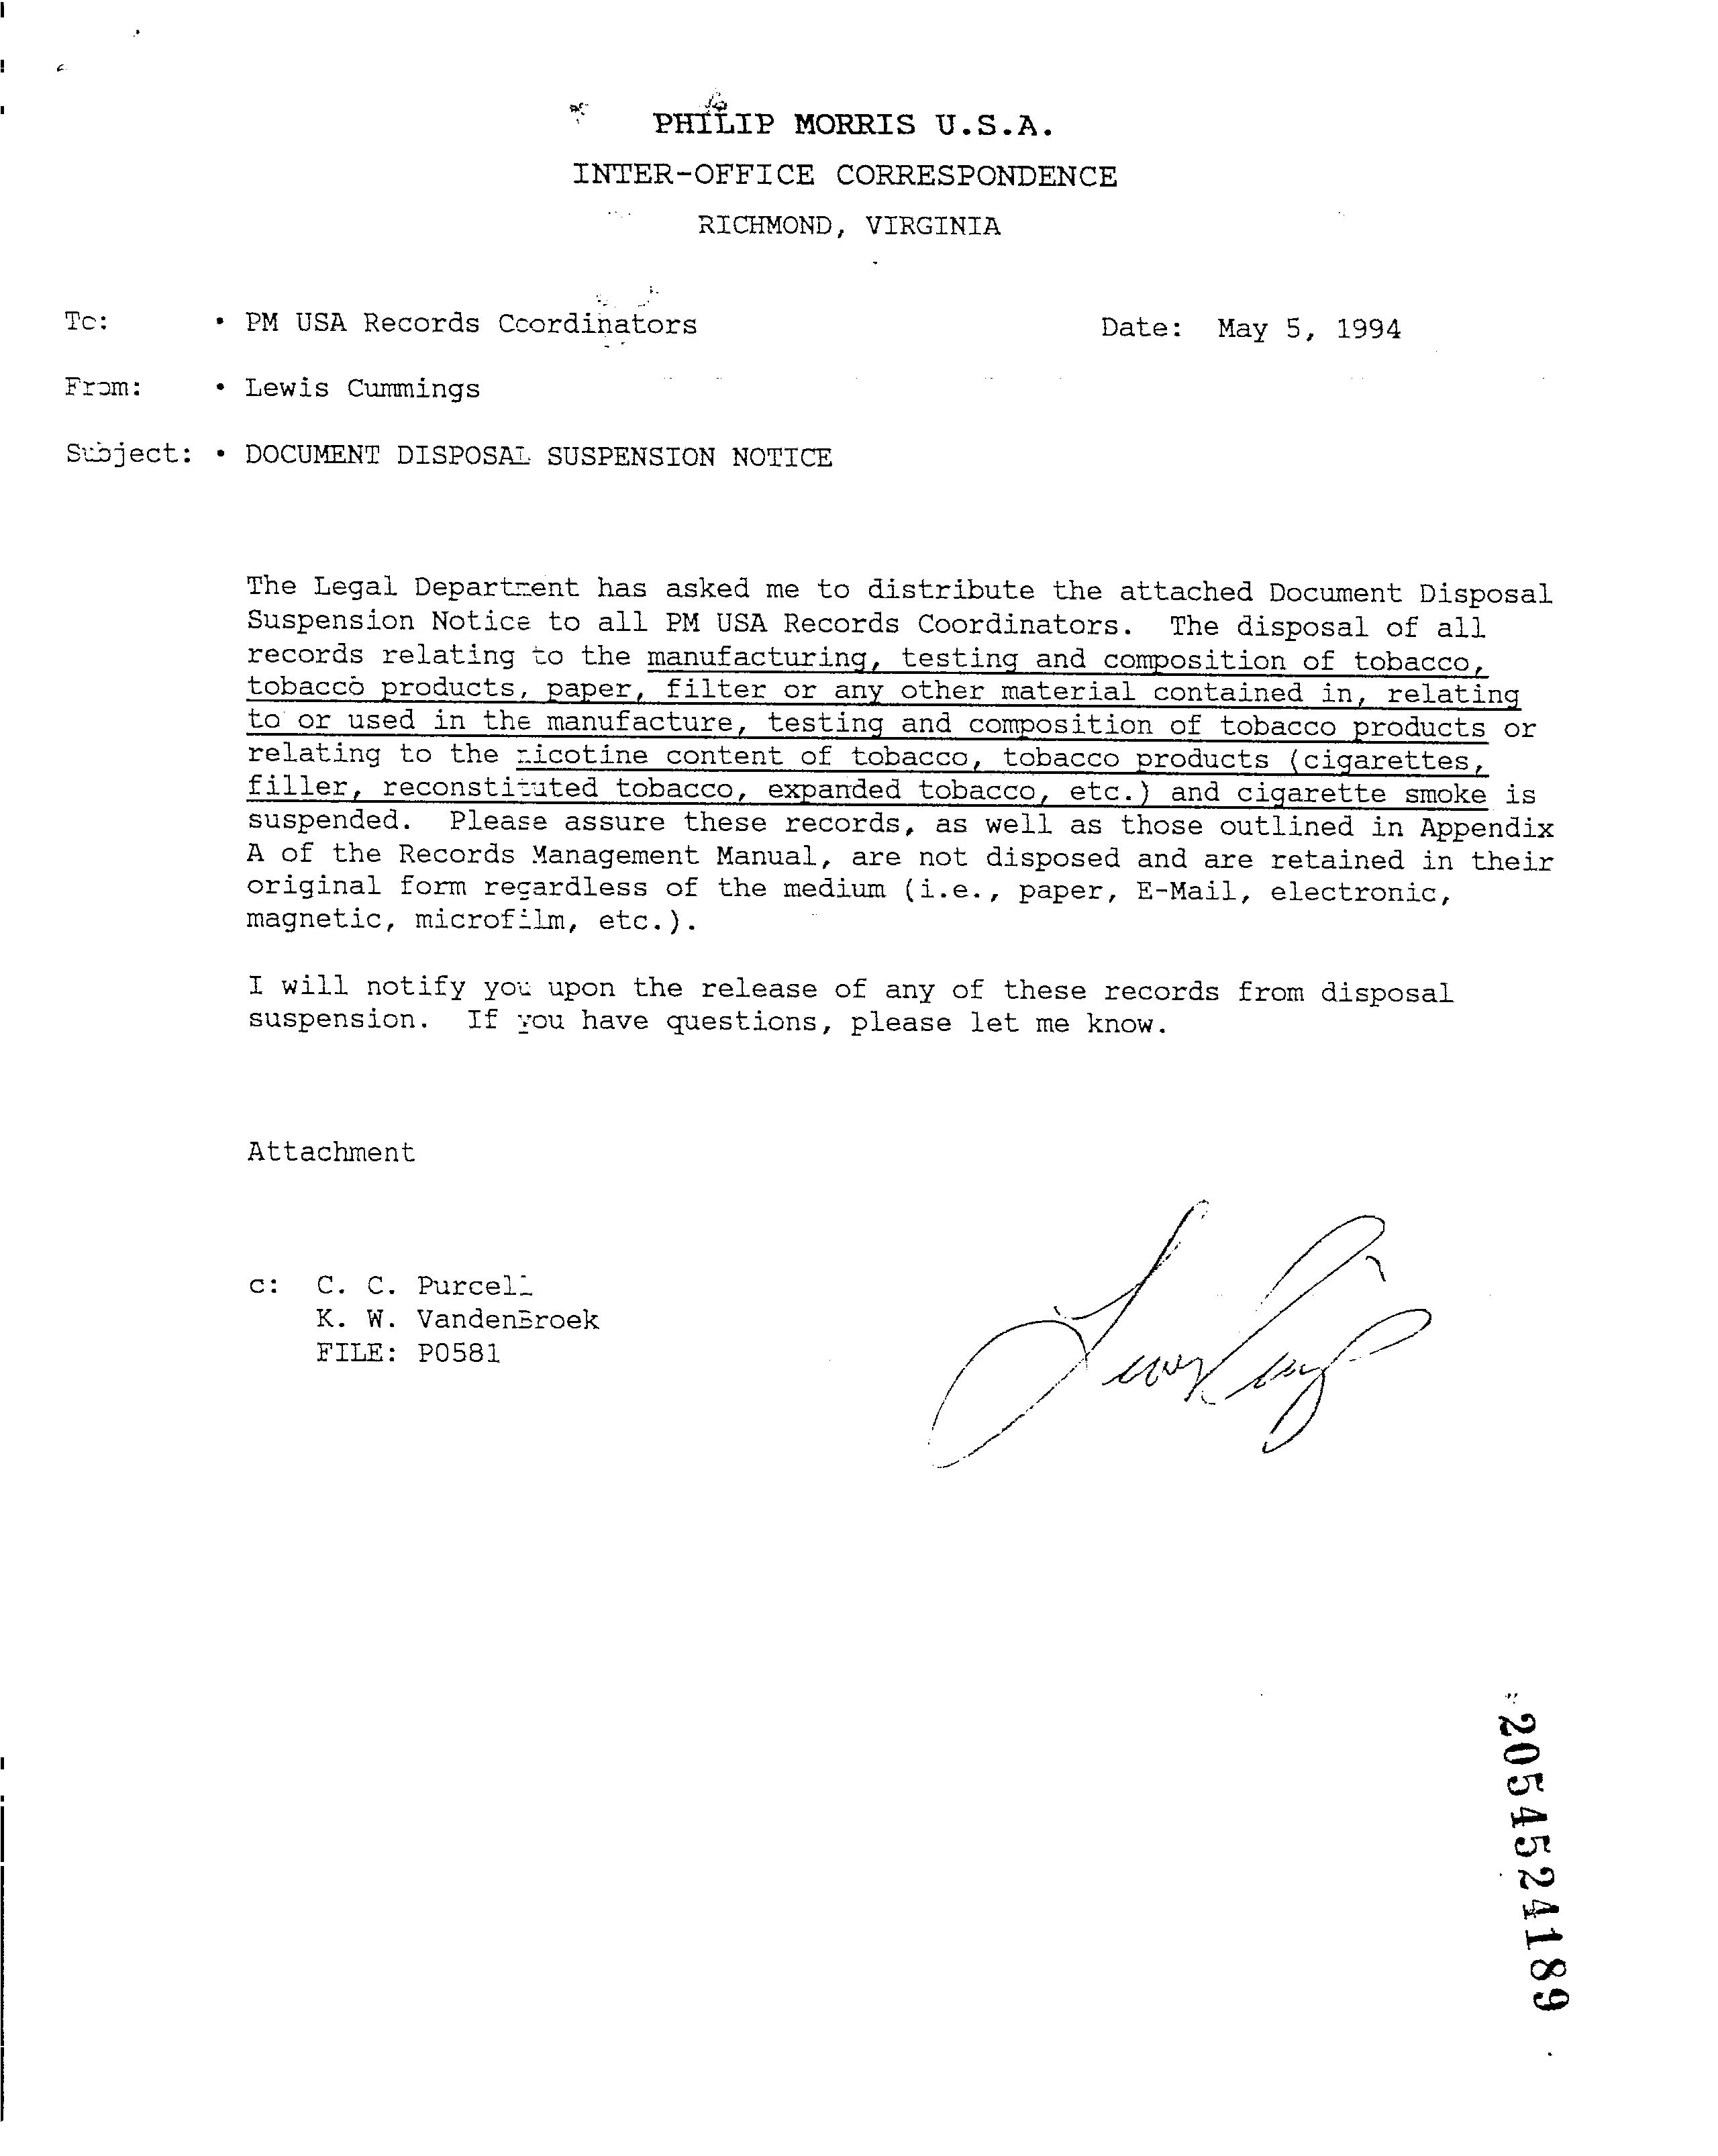 PHILIP MORRIS U.S.A.
INTER-OFFICE CORRESPONDENCE
RICHMOND, VIRGINIA
To: • PM USA Records Coordinators Date: May 5, 1994
From: • Lewis Cummings
Subject: • DOCUMENT DISPOSAL SUSPENSION NOTICE
The Legal Department has asked me to distribute the attached Document Disposal
Suspension Notice to all PM USA Records Coordinators. The disposal of all
records relating to the manufacturing, testing and composition of tobacco,
tobacco products, paper, filter or any other material contained in, relating
to or used in the manufacture, testing and composition of tobacco products or
relating to the nicotine content of tobacco, tobacco products (cigarettes,
filler, reconstituted tobacco, expanded tobacco, etc.) and cigarette smoke is
suspended. Please assure these records, as well as those outlined in Appendix
A of the Records Management Manual, are not disposed and are retained in their
original form regardless of the medium (i.e., paper, E-Mail, electronic,
magnetic, microfilm, etc.).
I will notify you upon the release of any of these records from disposal
suspension. If you have questions, please let me know.
Attachment
c: C. C. Purcell
K. W. VandenBroek
FILE: P0581
2054524189